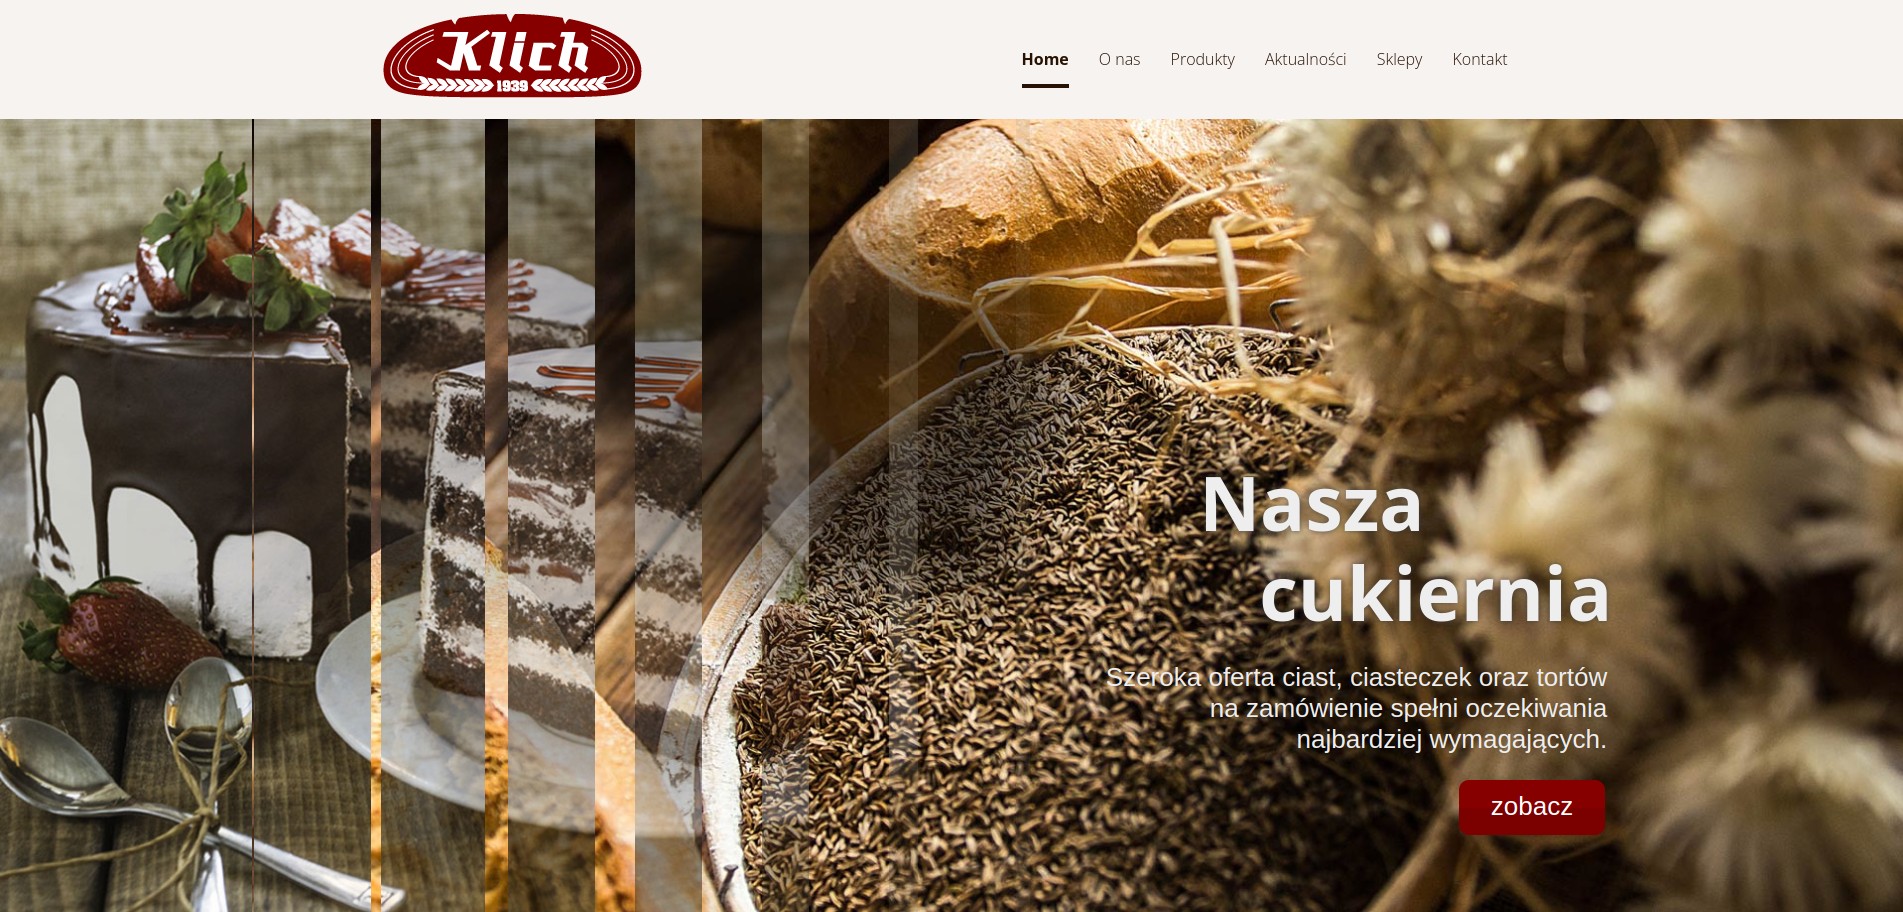 Klich
1939
Home O nas Produkty Aktualności Sklepy Kontakt
Nasza
cukiernia
Szeroka oferta ciast, ciasteczek oraz tortów
na zamówienie spełni oczekiwania
najbardziej wymagających.
zobacz